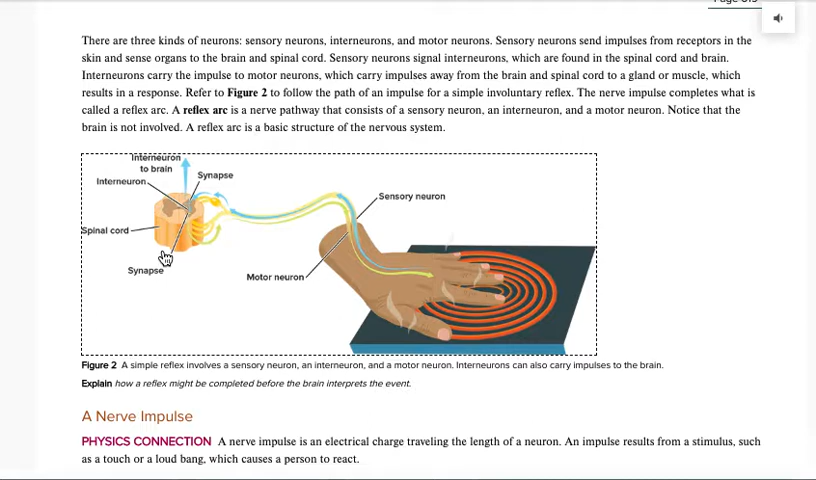 There are three kinds of neurons: sensory neurons, interneurons, and motor neurons. Sensory neurons send impulses from receptors in the
skin and sense organs to the brain and spinal cord. Sensory neurons signal interneurons, which are found in the spinal cord and brain.
Interneurons carry the impulse to motor neurons, which carry impulses away from the brain and spinal cord to a gland or muscle, which
results in a response. Refer to Figure 2 to follow the path of an impulse for a simple involuntary reflex. The nerve impulse completes what is
called a reflex arc. A reflex arc is a nerve pathway that consists of a sensory neuron, an interneuron, and a motor neuron. Notice that the
brain is not involved. A reflex arc is a basic structure of the nervous system.
Interneuron
to brain
Synapse
Interneuron
Sensory neuron
Spinal cord
Synapse
Motor neuron
Figure 2 A simple reflex involves a sensory neuron, an interneuron, and a motor neuron. Interneurons can also carry impulses to the brain.
Explain how a reflex might be completed before the brain interprets the event.
A Nerve Impulse
PHYSICS CONNECTION A nerve impulse is an electrical charge traveling the length of a neuron. An impulse results from a stimulus, such
as a touch or a loud bang, which causes a person to react.